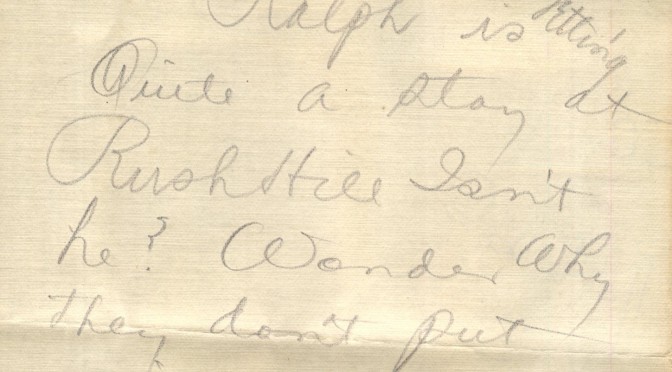 Ralph is getting
Quite a stay at
Rush Hill Isn't
he? Wonder Why
they don't put